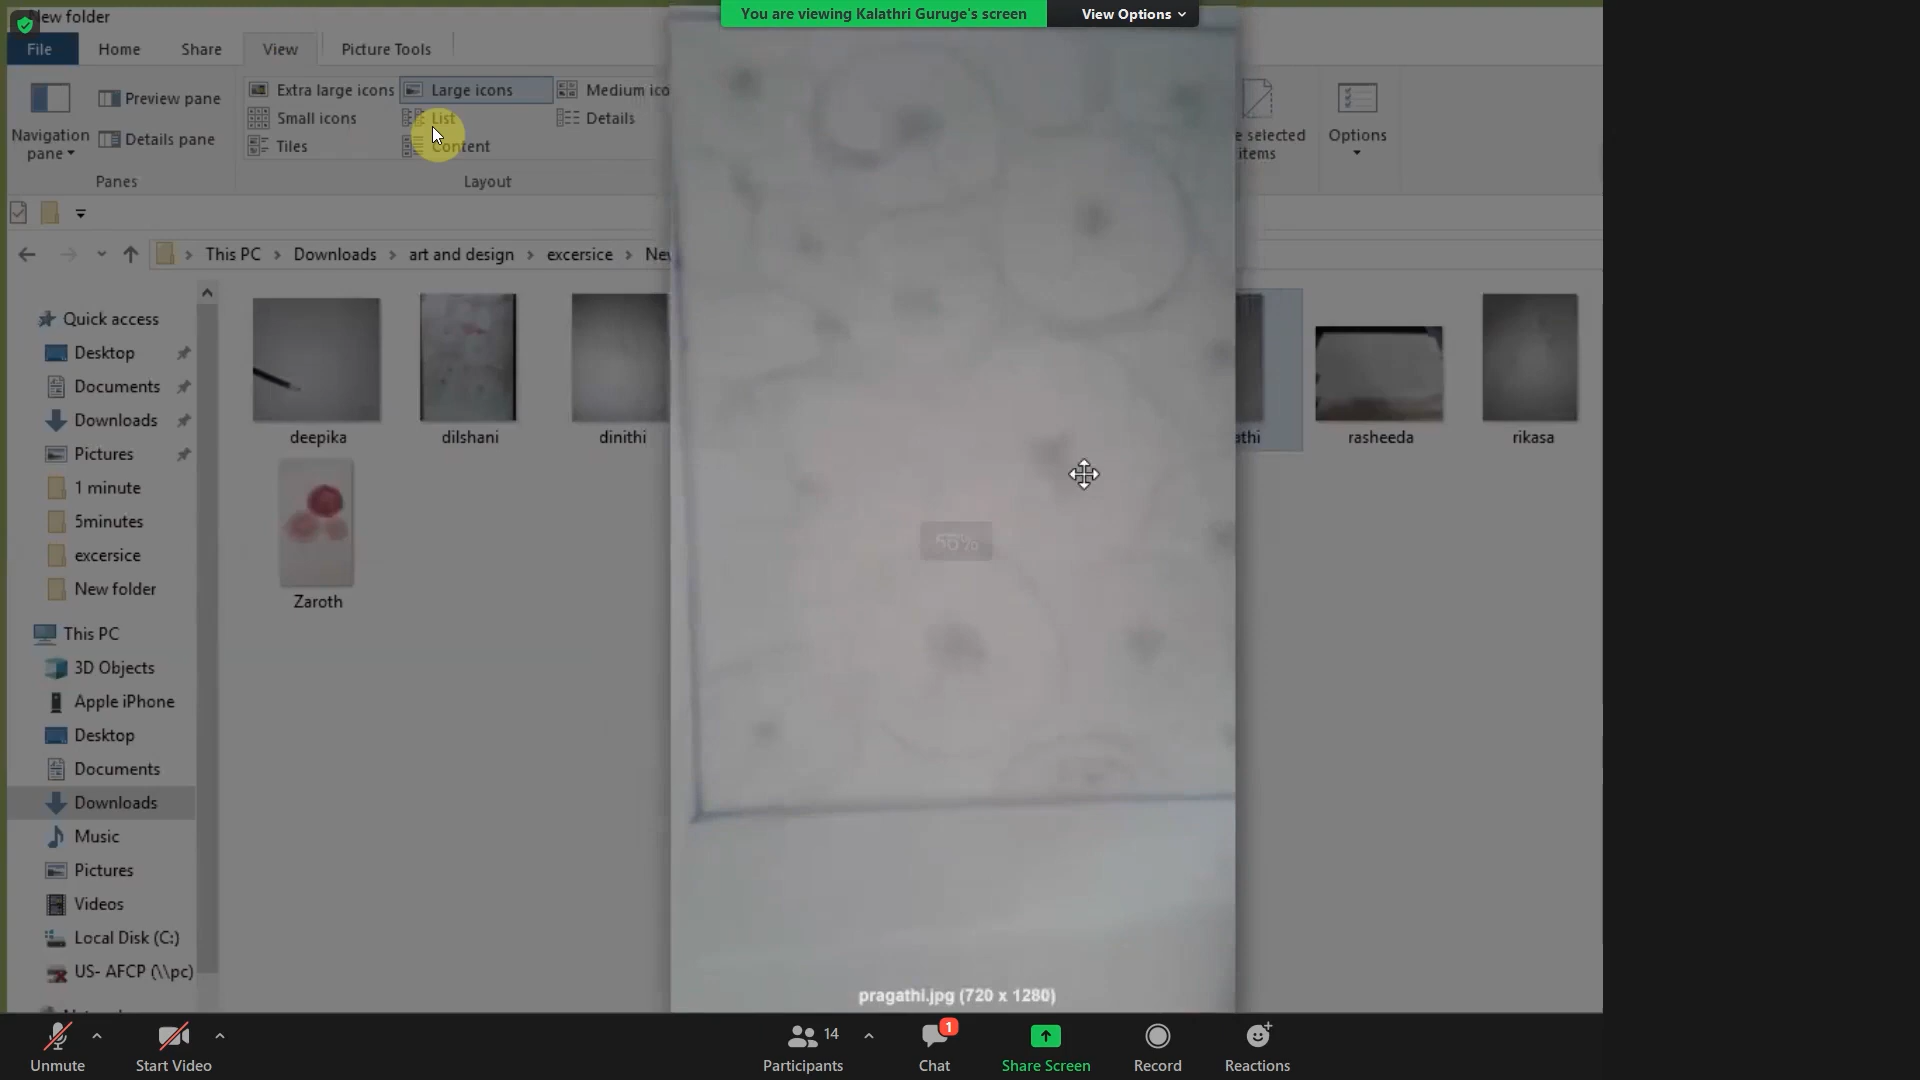 You are viewing Kalathri Guruge's screen
View Options
New folder
File
Home
Share
View
Picture Tools
Navigation pane
Preview pane
Details pane
Panes
Extra large icons
Large icons
Medium ico
Small icons
List
Details
Tiles
Content
Layout
e selected
items
Options
This PC
Downloads
art and design
excersice
New
Quick access
Desktop
Documents
Downloads
Pictures
1 minute
5minutes
excersice
New folder
This PC
3D Objects
Apple iPhone
Desktop
Documents
Downloads
Music
Pictures
Videos
Local Disk (C:)
US- AFCP (\\pc)
deepika
dilshani
dinithi
athi
rasheeda
rikasa
Zaroth
56%
pragathi.jpg (720 x 1280)
Unmute
Start Video
14
Participants
1
Chat
Share Screen
Record
Reactions